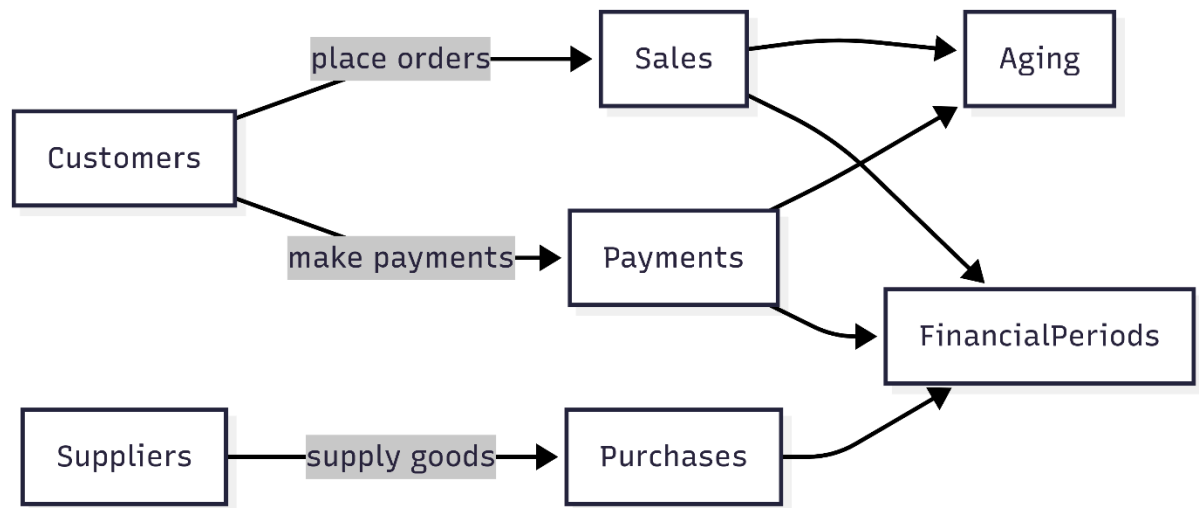 place orders
Sales
Aging
Customers
make payments
Payments
FinancialPeriods
Suppliers
supply goods
Purchases